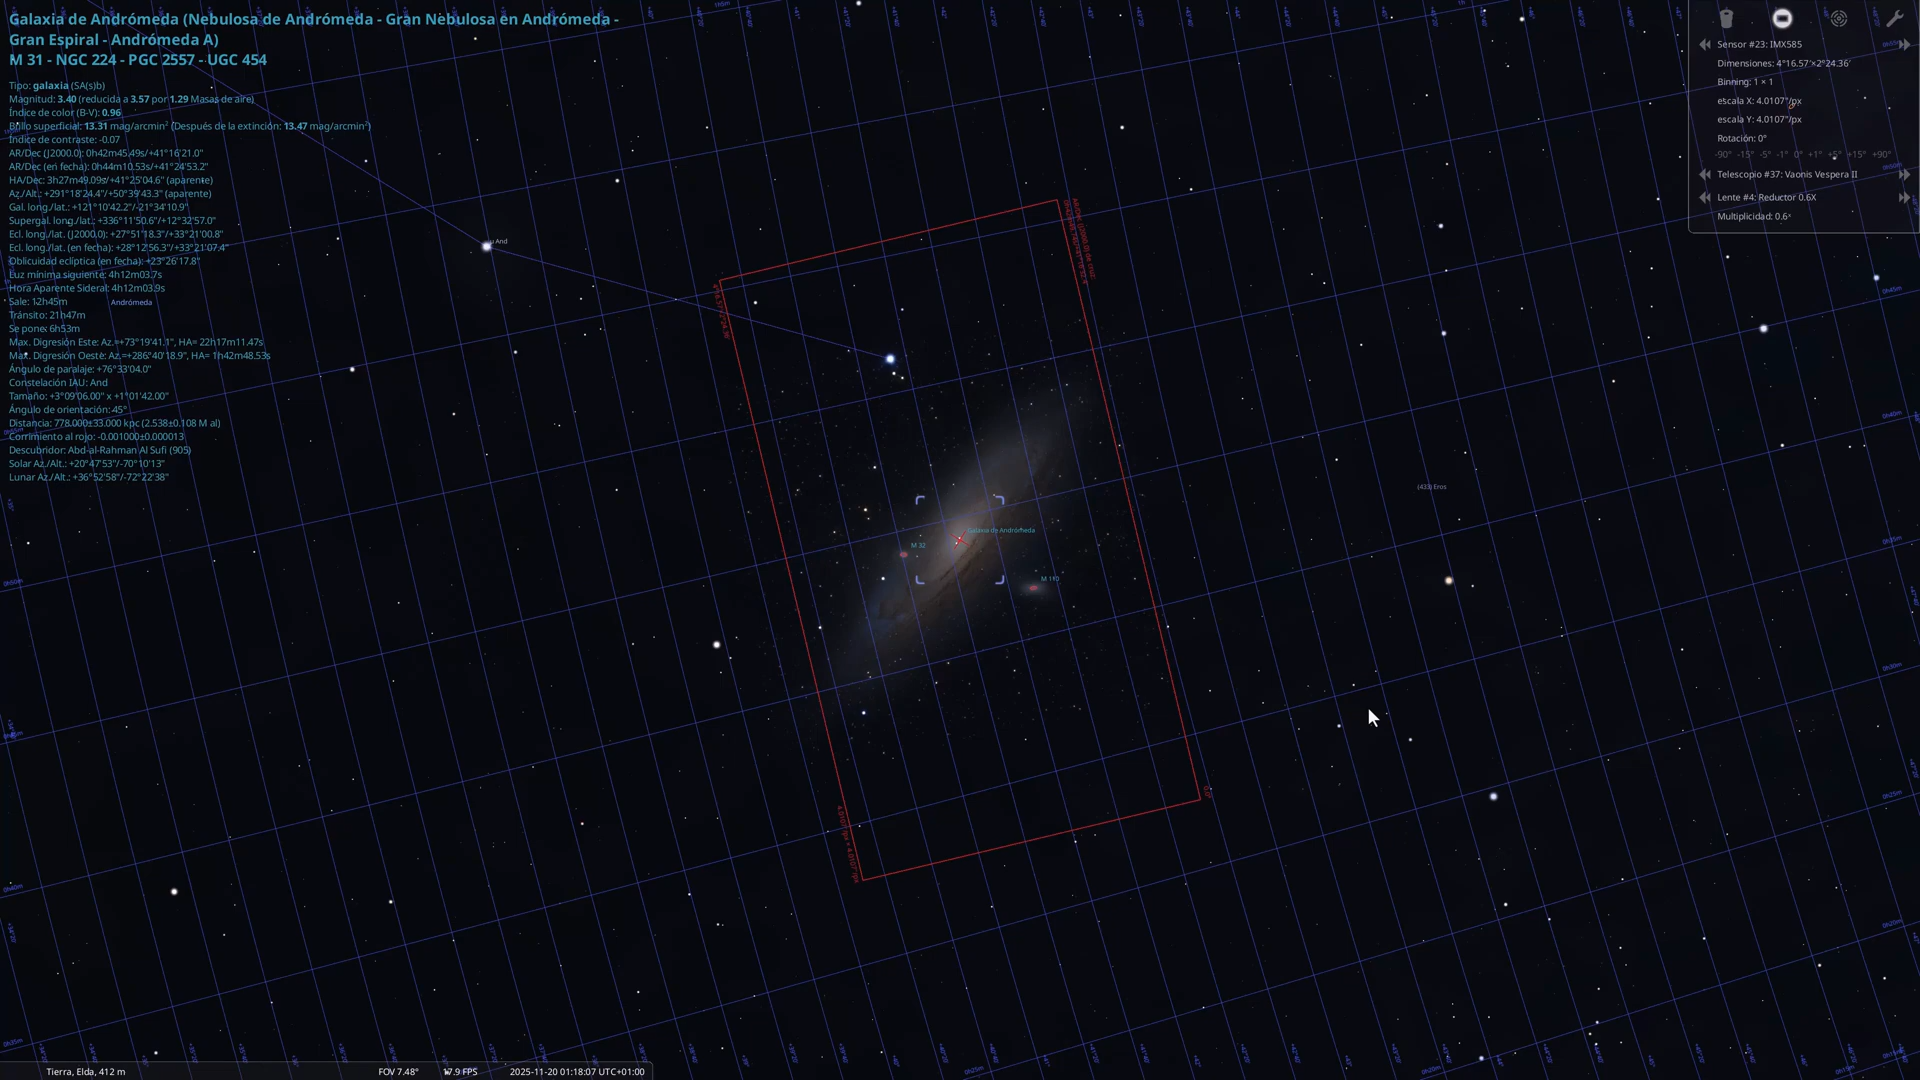 Galaxia de Andrómeda (Nebulosa de Andrómeda - Gran Nebulosa en Andrómeda -
Gran Espiral - Andrómeda A)
M 31 - NGC 224 - PGC 2557 - UGC 454
Tipo: galaxia (SA(s)b)
Magnitud: 3.40 (reducida a 3.57 por 1.29 Masas de aire)
Índice de color (B-V): 0.96
Brillo superficial: 13.31 mag/arcmin² (Después de la extinción: 13.47 mag/arcmin²)
Índice de contraste: -0.07
AR/Dec (J2000.0): 0h42m45.49s/+41°16'21.0"
AR/Dec (en fecha): 0h44m10.53s/+41°24'53.2"
HA/Dec: 3h27m49.09s/+41°25'04.6" (aparente)
Az./Alt.: +291°18'24.4"/+50°39'43.3" (aparente)
Gal. long./lat.: +121°10'42.2"/-21°34'10.9"
Supergal. long./lat.: +336°11'50.6"/+12°32'57.0"
Ecl. long./lat. (J2000.0): +27°51'18.3"/+33°21'00.8"
Ecl. long./lat. (en fecha): +28°12'56.3"/+33°21'07.4"
Oblicuidad eclíptica (en fecha): +23°26'17.8"
Luz mínima siguiente: 4h12m03.7s
Hora Aparente Sideral: 4h12m03.9s
Sale: 12h45m
Andrómeda
Tránsito: 21h47m
Se pone: 6h53m
Max. Digresión Este: Az.=+73°19'41.1", HA= 22h17m11.47s
Max. Digresión Oeste: Az.=+286°40'18.9", HA= 1h42m48.53s
Ángulo de paralaje: +76°33'04.0"
Constelación IAU: And
Tamaño: +3°09'06.00" x +1°01'42.00"
Ángulo de orientación: 45°
Distancia: 778.000±33.000 kpc (2.538±0.108 M al)
Corrimiento al rojo: -0.001000±0.000013
Descubridor: Abd-al-Rahman Al Sufi (905)
Solar Az./Alt.: +20°47'53"/-70°10'13"
Lunar Az./Alt.: +36°52'58"/-72°22'38"
Sensor #23: IMX585
Dimensiones: 4°16.57'×2°24.36'
Binning: 1 × 1
escala X: 4.0107"/px
escala Y: 4.0107"/px
Rotación: 0°
-90° -15° -5° -1° 0° +1° +5° +15° +90°
Telescopio #37: Vaonis Vespera II
Lente #4: Reductor 0.6X
Multiplicidad: 0.6ˣ
(433) Eros
Galaxia de Andrómeda
M 32
M 110
Tierra, Elda, 412 m
FOV 7.48°
17.9 FPS
2025-11-20 01:18:07 UTC+01:00